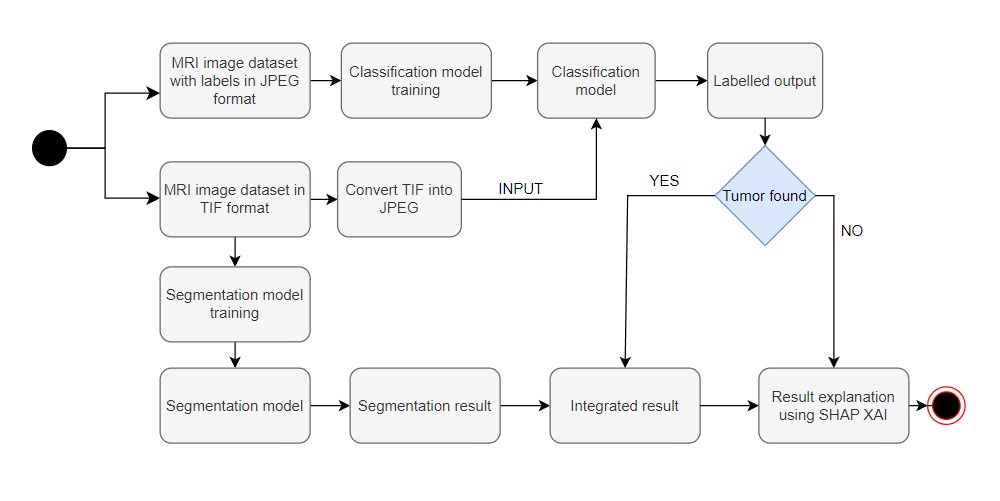 MRI image dataset
with labels in JPEG
format
Classification model
training
Classification
model
Labelled output
MRI image dataset in
TIF format
Convert TIF into
JPEG
INPUT
YES
Tumor found
NO
Segmentation model
training
Segmentation model
Segmentation result
Integrated result
Result explanation
using SHAP XAI